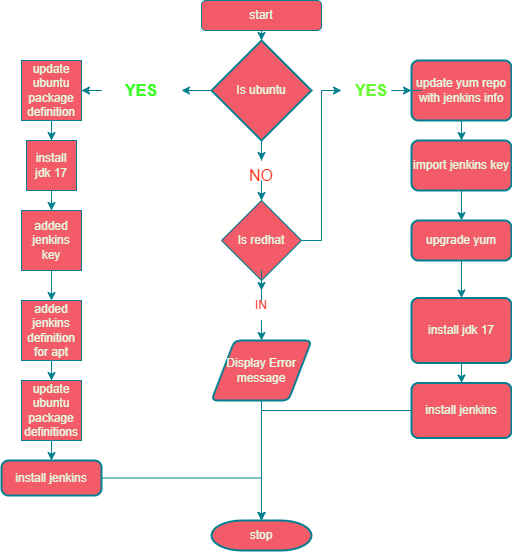 start
Is ubuntu
YES
update
ubuntu
package
definition
install
jdk 17
added
jenkins
key
added
jenkins
definition
for apt
update
ubuntu
package
definitions
install jenkins
NO
Is redhat
YES
update yum repo
with jenkins info
import jenkins key
upgrade yum
install jdk 17
install jenkins
IN
Display Error
message
stop